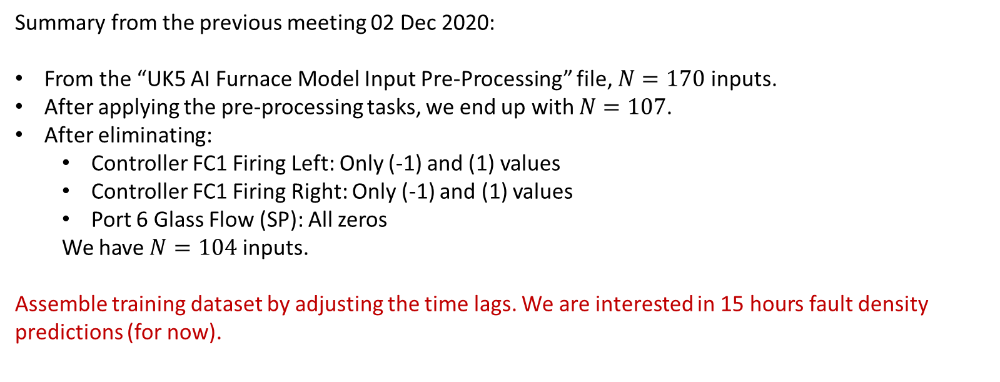 Summary from the previous meeting 02 Dec 2020:
• From the “UK5 AI Furnace Model Input Pre-Processing” file, N = 170 inputs.
• After applying the pre-processing tasks, we end up with N = 107.
• After eliminating:
• Controller FC1 Firing Left: Only (-1) and (1) values
• Controller FC1 Firing Right: Only (-1) and (1) values
• Port 6 Glass Flow (SP): All zeros
We have N = 104 inputs.
Assemble training dataset by adjusting the time lags. We are interested in 15 hours fault density
predictions (for now).